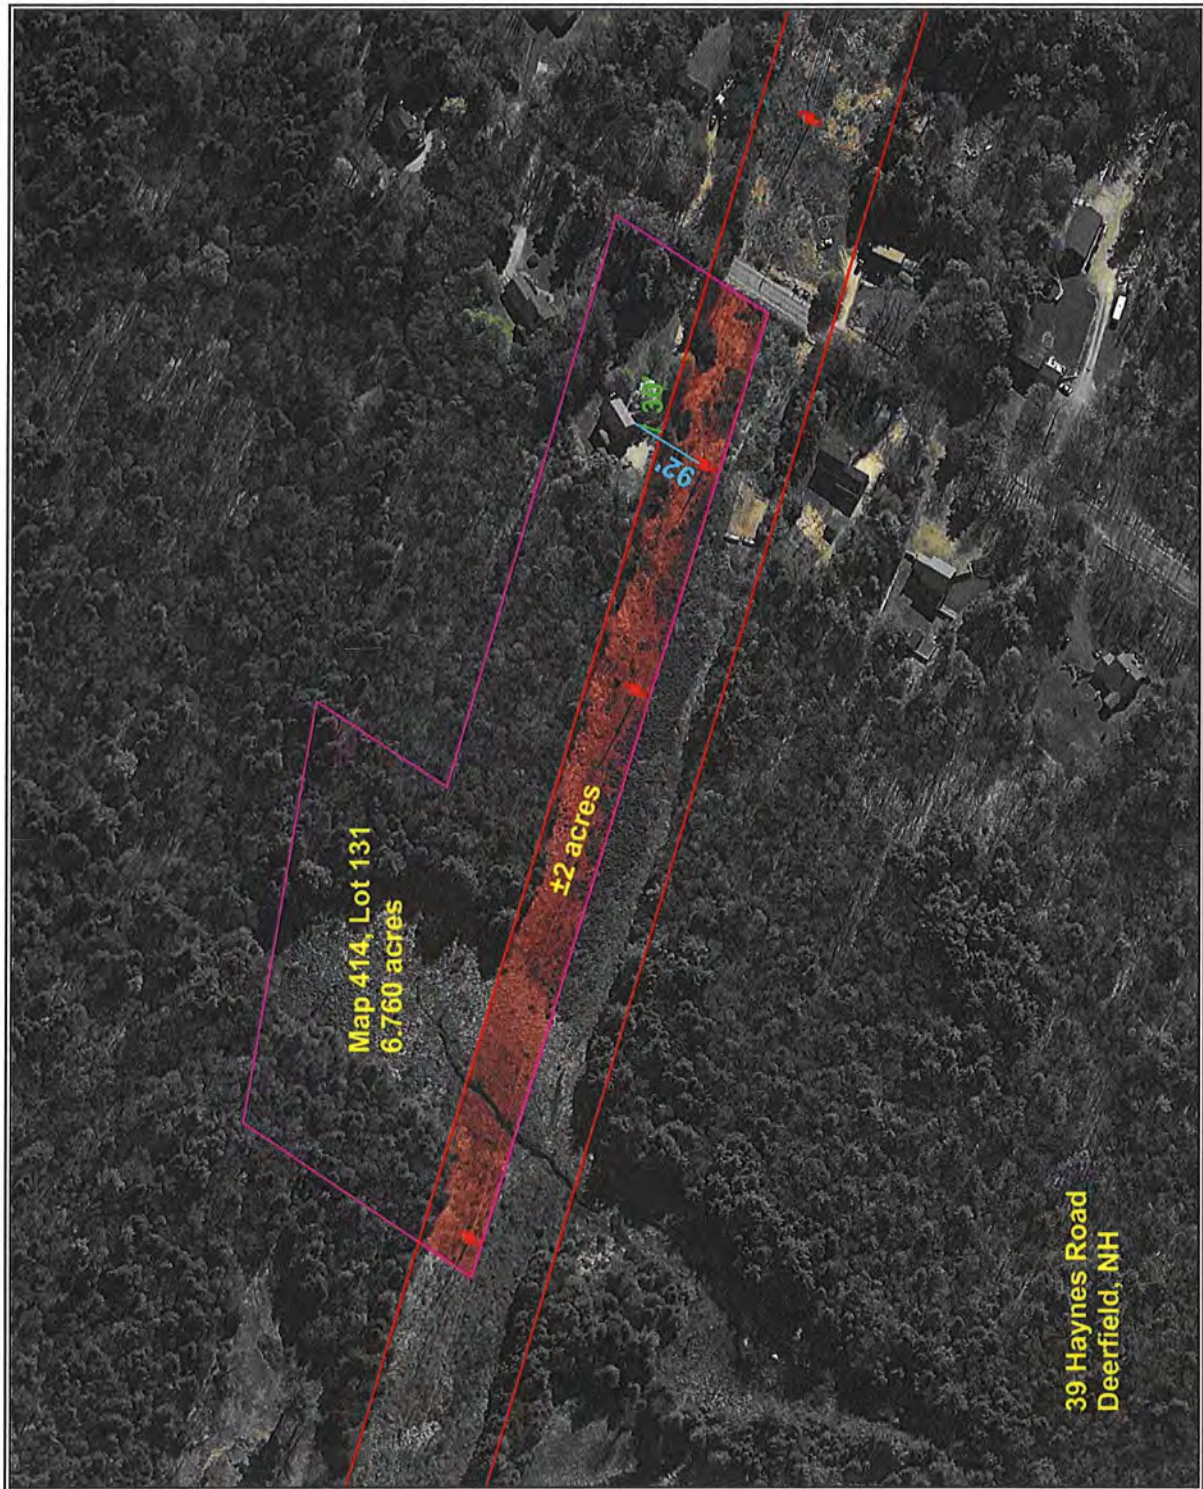 Map 414, Lot 131
6.760 acres
±2 acres
30'
92'
39 Haynes Road
Deerfield, NH